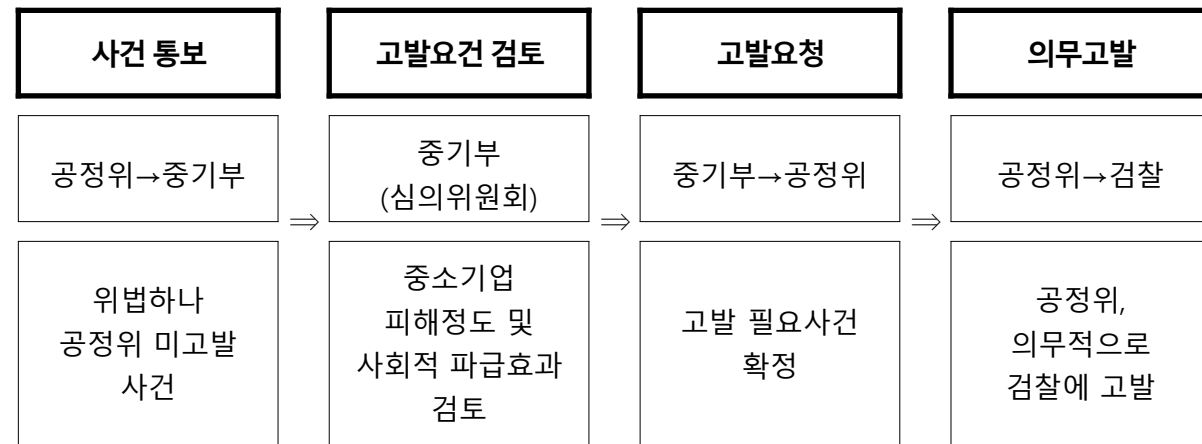 사건 통보
고발요건 검토
고발요청
의무고발
공정위→중기부
중기부
(심의위원회)
중기부→공정위
공정위→검찰
⇒
⇒
⇒
위법하나
공정위 미고발
사건
중소기업
피해정도 및
사회적 파급효과
검토
고발 필요사건
확정
공정위,
의무적으로
검찰에 고발